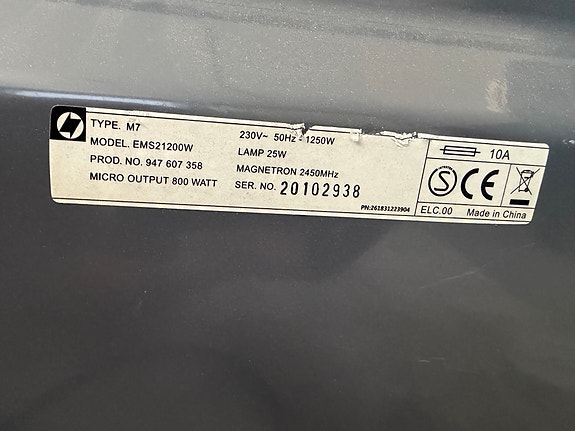 TYPE. M7
MODEL. EMS21200W
PROD. NO. 947 607 358
MICRO OUTPUT 800 WATT
230V~ 50Hz - 1250W
LAMP 25W
MAGNETRON 2450MHz
SER. NO. 20102938
PN:261831223904
10A
S CE
ELC.00 Made in China